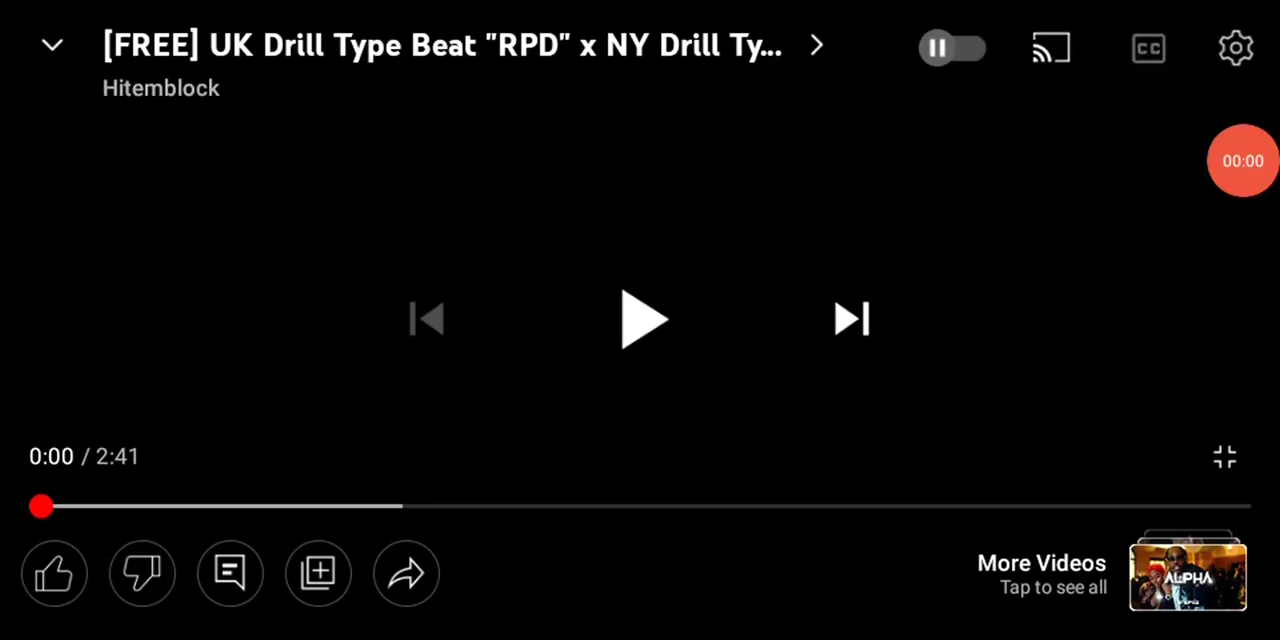 [FREE] UK Drill Type Beat "RPD" x NY Drill Ty...
Hitemblock
CC
00:00
0:00 / 2:41
More Videos
Tap to see all
ALPHA